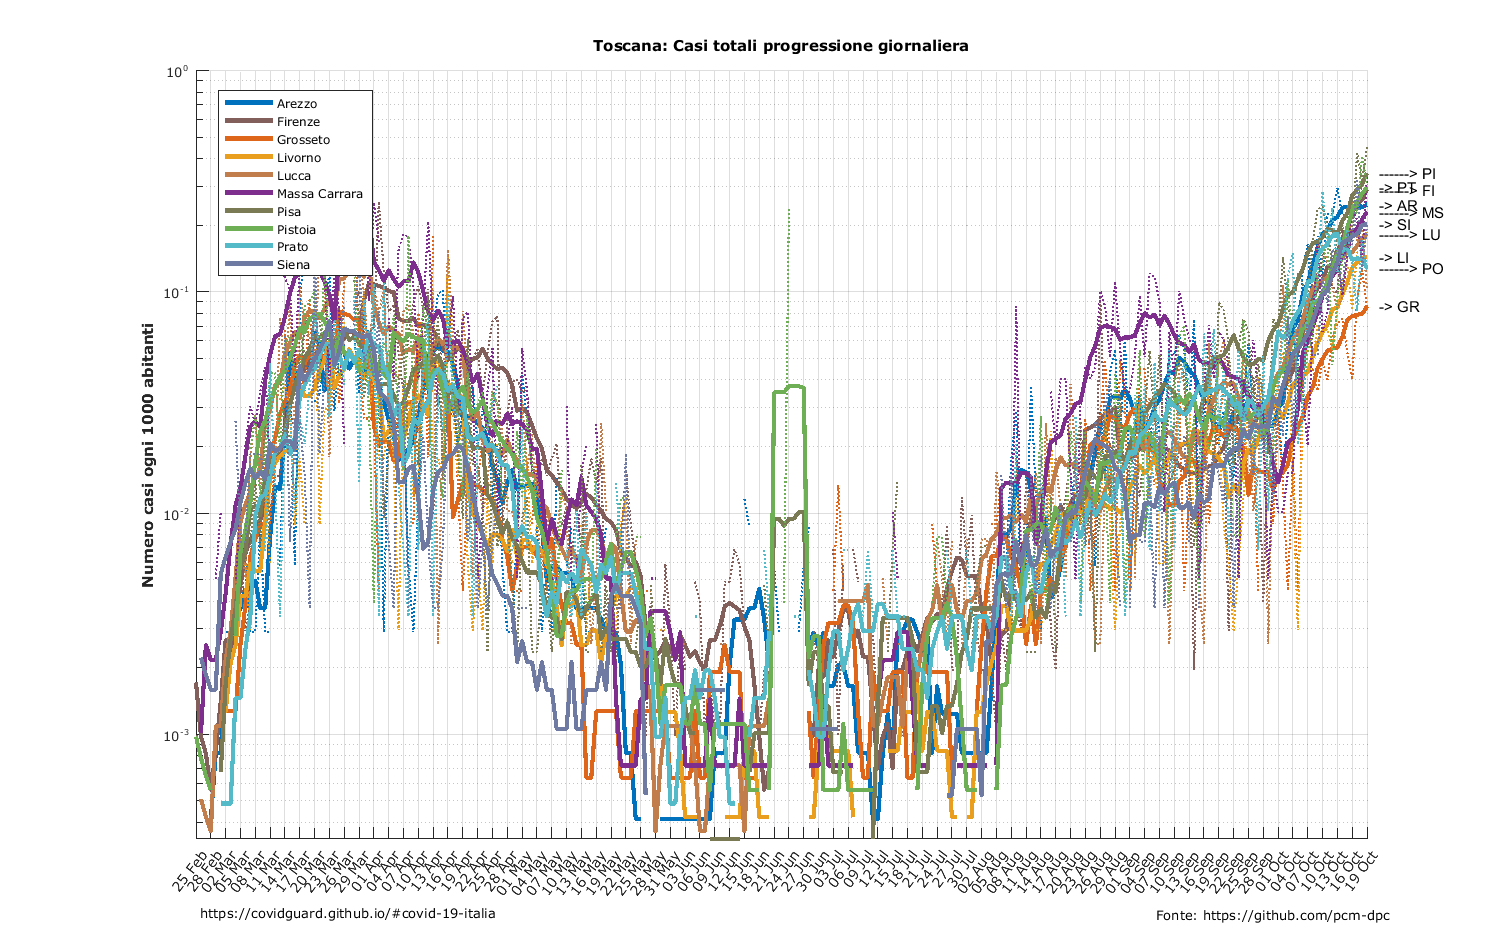 Toscana: Casi totali progressione giornaliera
10^0
10^-1
10^-2
10^-3
Numero casi ogni 1000 abitanti
Arezzo
Firenze
Grosseto
Livorno
Lucca
Massa Carrara
Pisa
Pistoia
Prato
Siena
------> PI
-> PT
------> FI
-> AR
------> MS
-> SI
------> LU
-> LI
------> PO
-> GR
25 Feb
28 Feb
02 Mar
05 Mar
08 Mar
11 Mar
14 Mar
17 Mar
20 Mar
23 Mar
26 Mar
29 Mar
01 Apr
04 Apr
07 Apr
10 Apr
13 Apr
16 Apr
19 Apr
22 Apr
25 Apr
28 Apr
01 May
04 May
07 May
10 May
13 May
16 May
19 May
22 May
25 May
28 May
31 May
03 Jun
06 Jun
09 Jun
12 Jun
15 Jun
18 Jun
21 Jun
24 Jun
27 Jun
30 Jun
03 Jul
06 Jul
09 Jul
12 Jul
15 Jul
18 Jul
21 Jul
24 Jul
27 Jul
30 Jul
02 Aug
05 Aug
08 Aug
11 Aug
14 Aug
17 Aug
20 Aug
23 Aug
26 Aug
29 Aug
01 Sep
04 Sep
07 Sep
10 Sep
13 Sep
16 Sep
19 Sep
22 Sep
25 Sep
28 Sep
01 Oct
04 Oct
07 Oct
10 Oct
13 Oct
16 Oct
19 Oct
https://covidguard.github.io/#covid-19-italia
Fonte: https://github.com/pcm-dpc